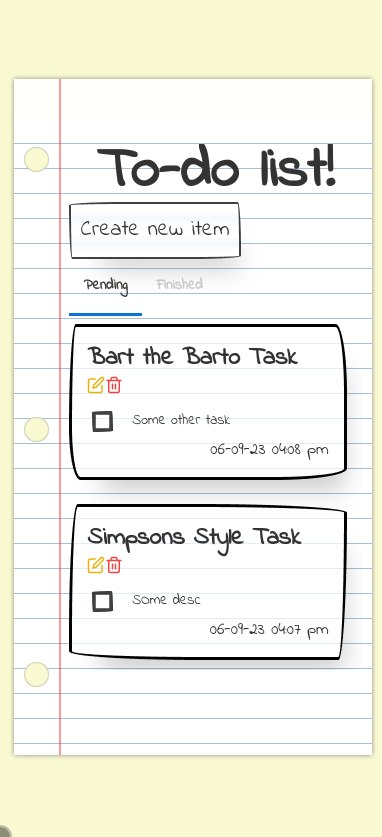 To-do list!
Create new item
Pending Finished
Bart the Barto Task
Some other task
06-09-23 04:08 pm
Simpsons Style Task
Some desc
06-09-23 04:07 pm